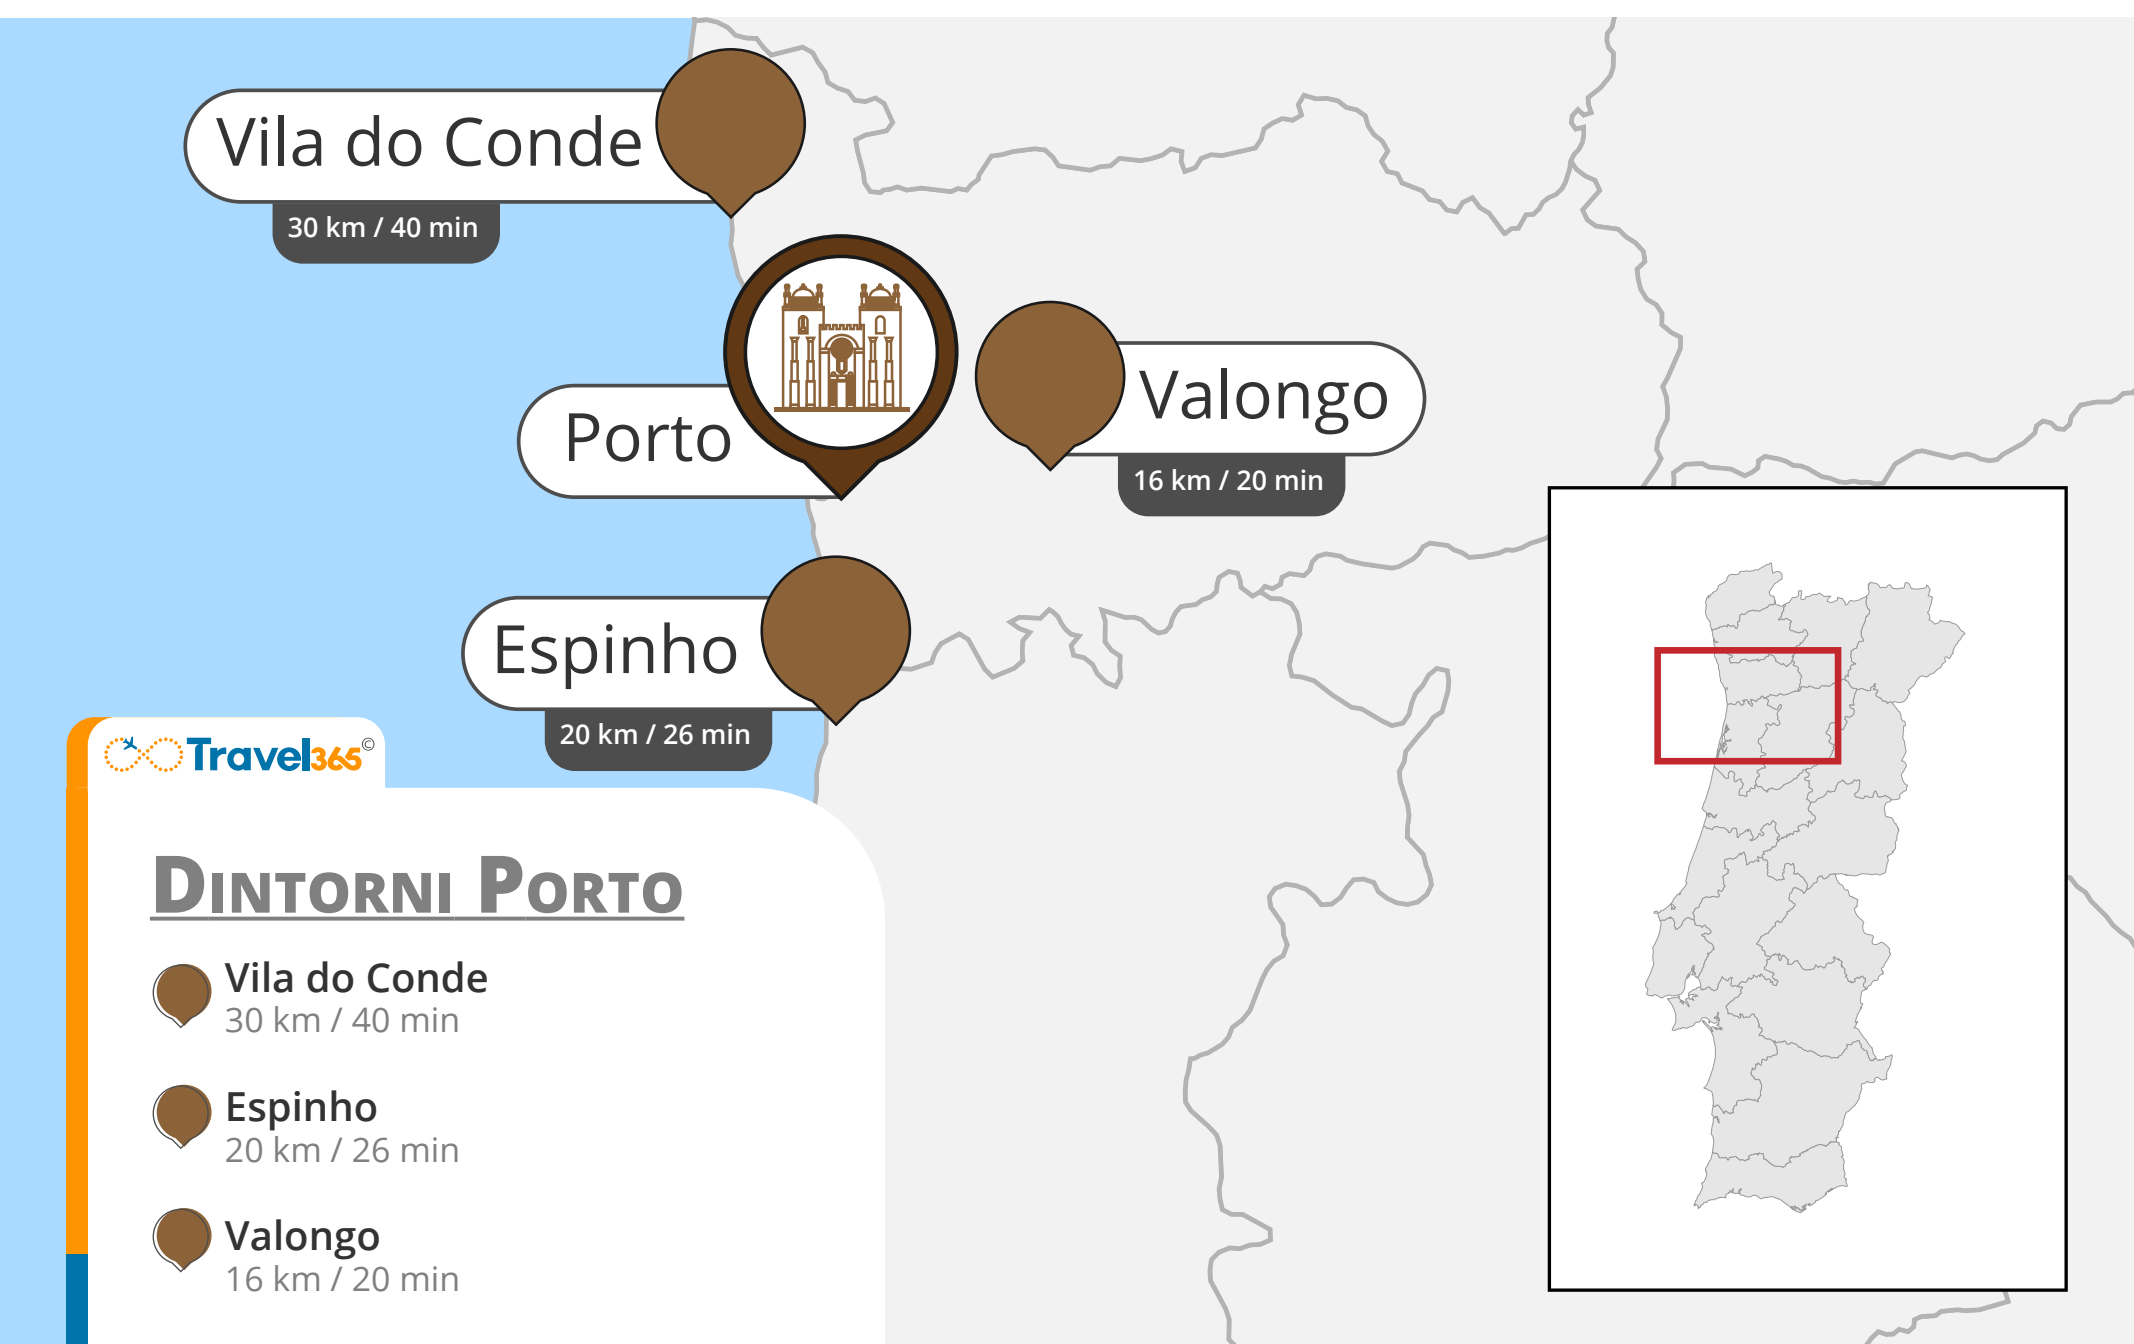 Vila do Conde
30 km / 40 min
Porto
Valongo
16 km / 20 min
Espinho
20 km / 26 min
Travel365©
Dintorni Porto
Vila do Conde
30 km / 40 min
Espinho
20 km / 26 min
Valongo
16 km / 20 min